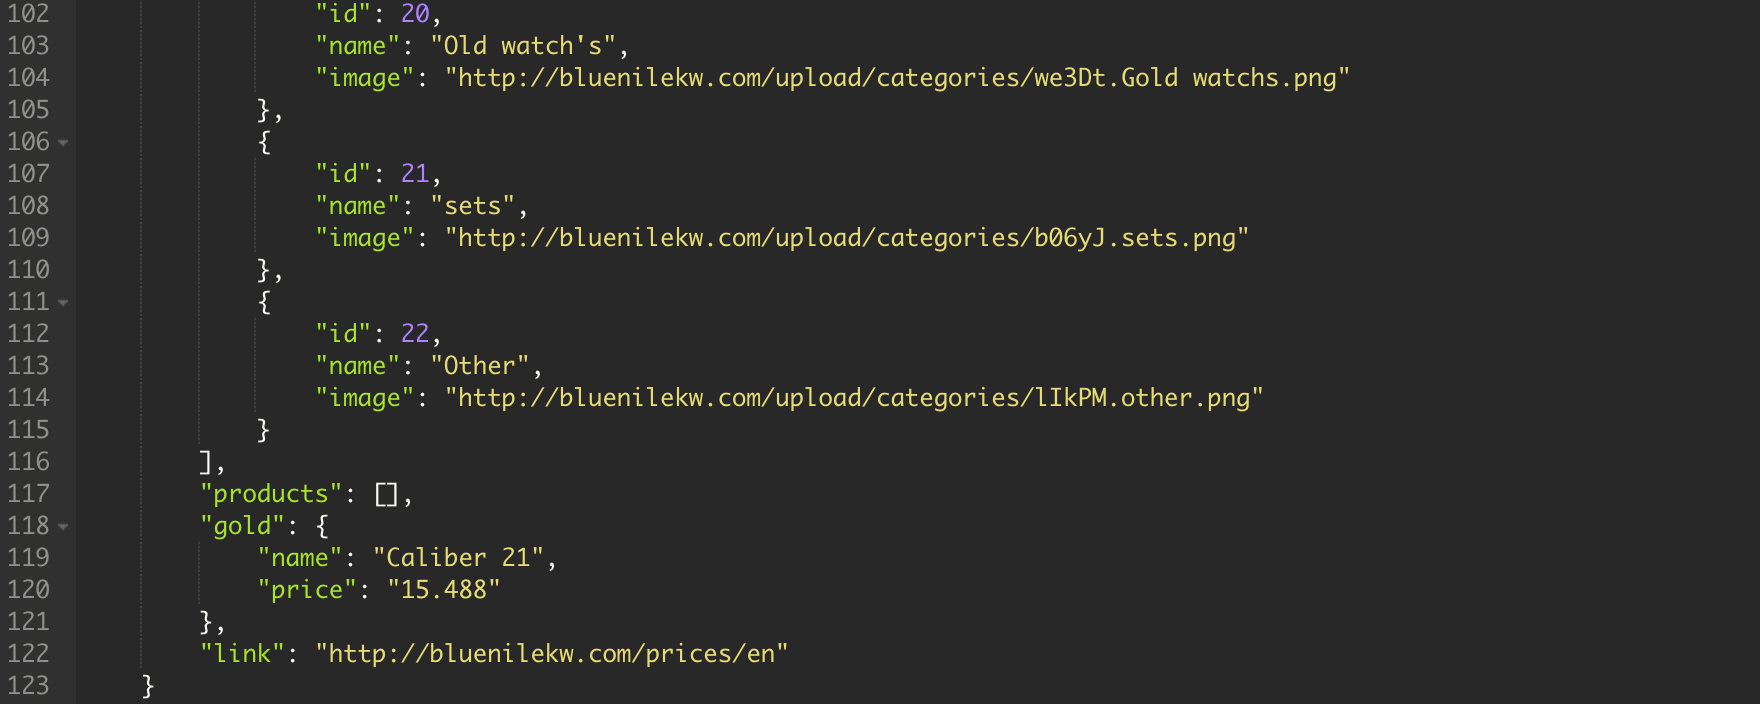 102 "id": 20,
103 "name": "Old watch's",
104 "image": "http://bluenilekw.com/upload/categories/we3Dt.Gold watchs.png"
105 },
106 {
107 "id": 21,
108 "name": "sets",
109 "image": "http://bluenilekw.com/upload/categories/b06yJ.sets.png"
110 },
111 {
112 "id": 22,
113 "name": "Other",
114 "image": "http://bluenilekw.com/upload/categories/lIkPM.other.png"
115 }
116 ],
117 "products": [],
118 "gold": {
119 "name": "Caliber 21",
120 "price": "15.488"
121 },
122 "link": "http://bluenilekw.com/prices/en"
123 }